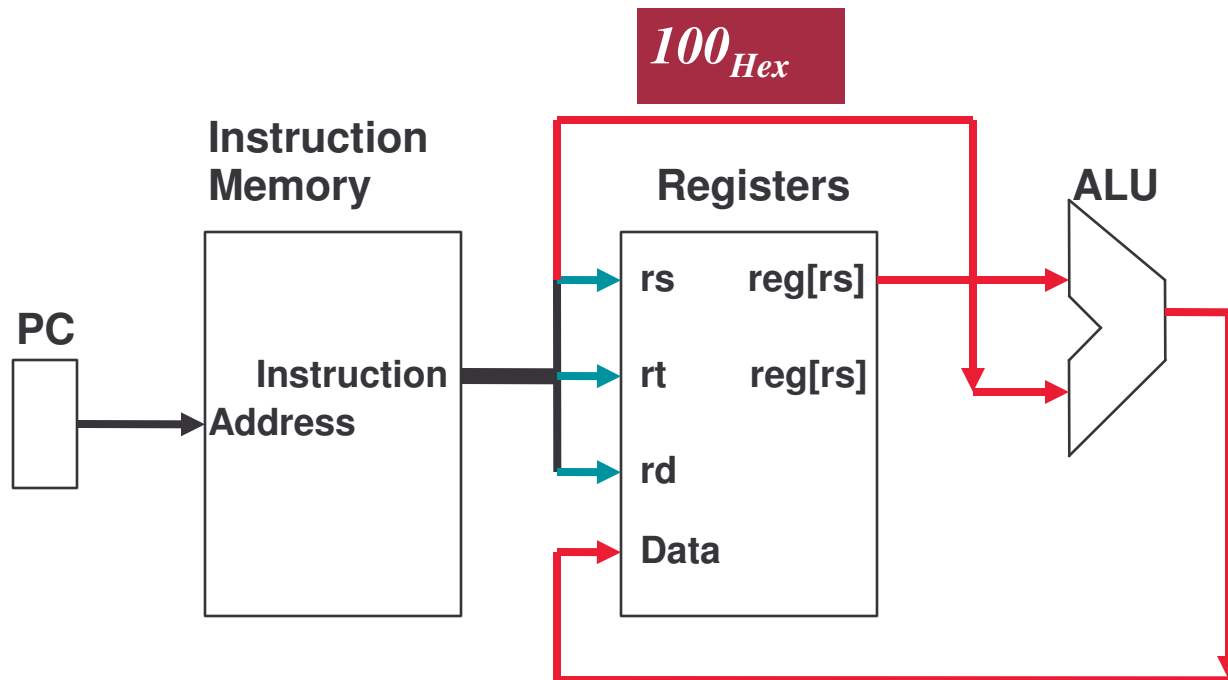 100Hex
Instruction
Memory
Registers
ALU
PC
Instruction
Address
rs
reg[rs]
rt
reg[rs]
rd
Data